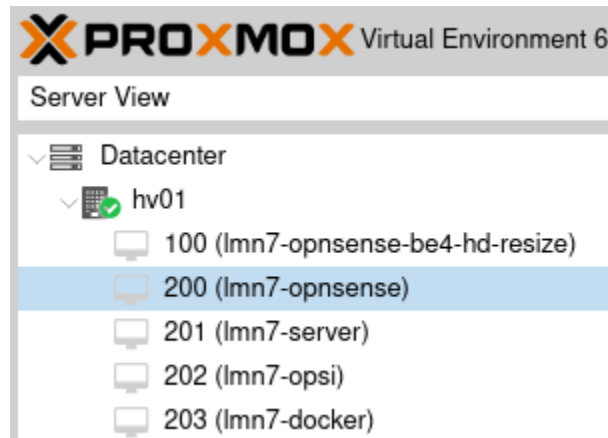 PROXMOX Virtual Environment 6
Server View
Datacenter
hv01
100 (lmn7-opnsense-be4-hd-resize)
200 (lmn7-opnsense)
201 (lmn7-server)
202 (lmn7-opsi)
203 (lmn7-docker)